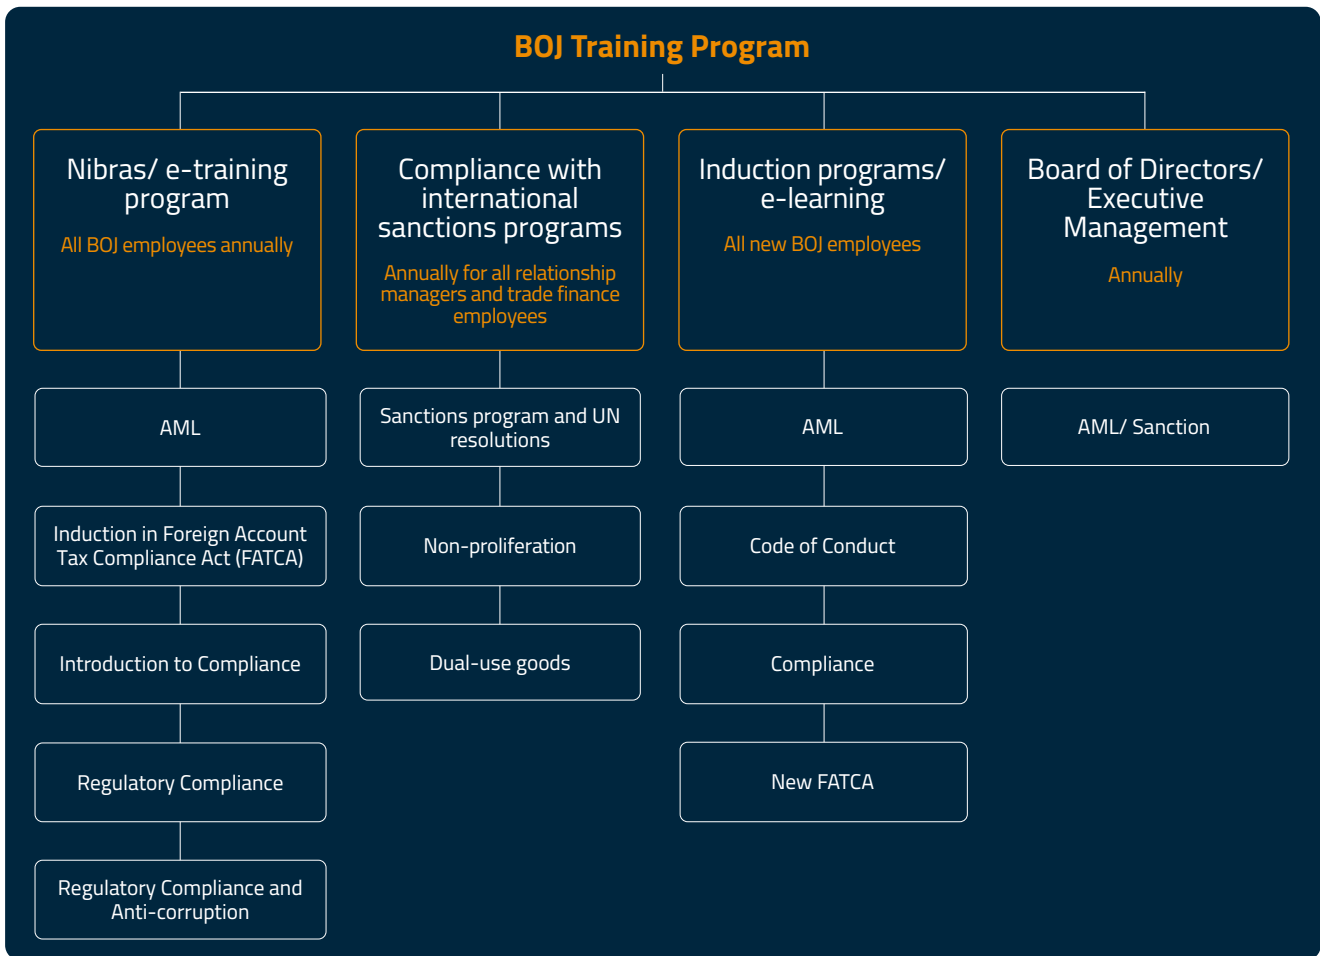 BOJ Training Program
Nibras/ e-training
program
All BOJ employees annually
AML
Induction in Foreign Account
Tax Compliance Act (FATCA)
Introduction to Compliance
Regulatory Compliance
Regulatory Compliance and
Anti-corruption
Compliance with
international
sanctions programs
Annually for all relationship
managers and trade finance
employees
Sanctions program and UN
resolutions
Non-proliferation
Dual-use goods
Induction programs/
e-learning
All new BOJ employees
AML
Code of Conduct
Compliance
New FATCA
Board of Directors/
Executive
Management
Annually
AML/ Sanction